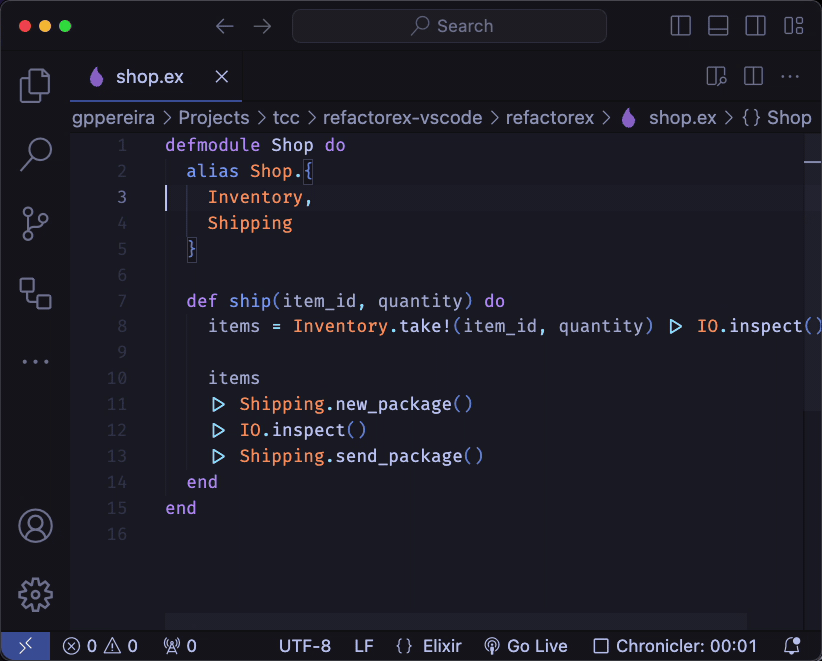 Search
shop.ex
gppereira > Projects > tcc > refactorex-vscode > refactorex > shop.ex > {} Shop
1 defmodule Shop do
2 alias Shop.{
3 Inventory,
4 Shipping
5 }
6
7 def ship(item_id, quantity) do
8 items = Inventory.take!(item_id, quantity) ▷ IO.inspect()
9
10 items
11 ▷ Shipping.new_package()
12 ▷ IO.inspect()
13 ▷ Shipping.send_package()
14 end
15 end
16
0 0 0 UTF-8 LF {} Elixir Go Live Chronicler: 00:01